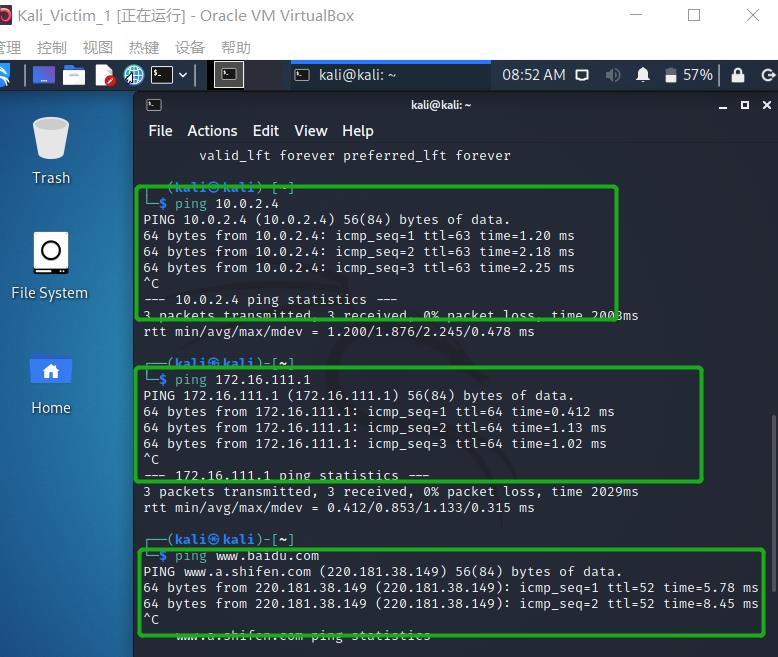 Kali_Victim_1 [正在运行] - Oracle VM VirtualBox
管理 控制 视图 热键 设备 帮助
kali@kali: ~ 08:52 AM 57%
kali@kali: ~
File Actions Edit View Help
valid_lft forever preferred_lft forever
┌──(kali㉿kali)-[~]
└─$ ping 10.0.2.4
PING 10.0.2.4 (10.0.2.4) 56(84) bytes of data.
64 bytes from 10.0.2.4: icmp_seq=1 ttl=63 time=1.20 ms
64 bytes from 10.0.2.4: icmp_seq=2 ttl=63 time=2.18 ms
64 bytes from 10.0.2.4: icmp_seq=3 ttl=63 time=2.25 ms
^C
--- 10.0.2.4 ping statistics ---
3 packets transmitted, 3 received, 0% packet loss, time 2003ms
rtt min/avg/max/mdev = 1.200/1.876/2.245/0.478 ms
┌──(kali㉿kali)-[~]
└─$ ping 172.16.111.1
PING 172.16.111.1 (172.16.111.1) 56(84) bytes of data.
64 bytes from 172.16.111.1: icmp_seq=1 ttl=64 time=0.412 ms
64 bytes from 172.16.111.1: icmp_seq=2 ttl=64 time=1.13 ms
64 bytes from 172.16.111.1: icmp_seq=3 ttl=64 time=1.02 ms
^C
--- 172.16.111.1 ping statistics ---
3 packets transmitted, 3 received, 0% packet loss, time 2029ms
rtt min/avg/max/mdev = 0.412/0.853/1.133/0.315 ms
┌──(kali㉿kali)-[~]
└─$ ping www.baidu.com
PING www.a.shifen.com (220.181.38.149) 56(84) bytes of data.
64 bytes from 220.181.38.149 (220.181.38.149): icmp_seq=1 ttl=52 time=5.78 ms
64 bytes from 220.181.38.149 (220.181.38.149): icmp_seq=2 ttl=52 time=8.45 ms
^C
www.a.shifen.com ping statistics
Trash
File System
Home